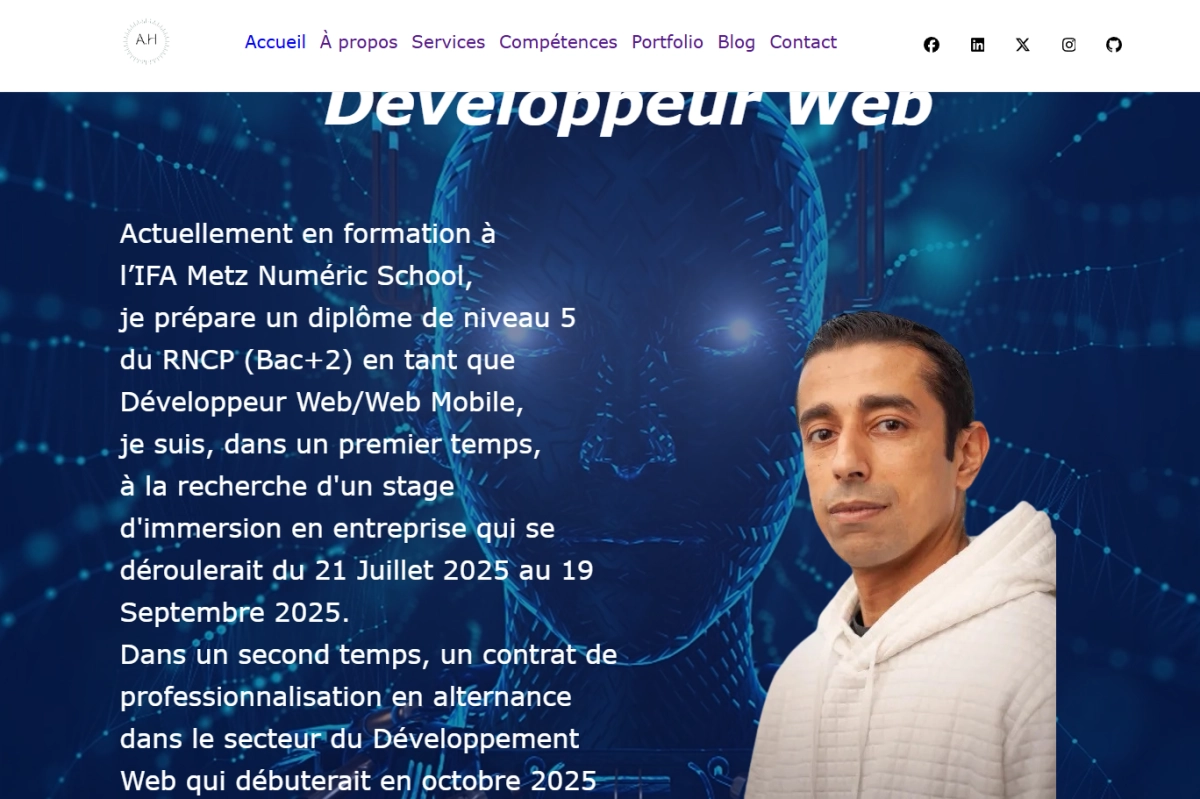 A.H
Accueil À propos Services Compétences Portfolio Blog Contact
Développeur Web
Actuellement en formation à
l’IFA Metz Numéric School,
je prépare un diplôme de niveau 5
du RNCP (Bac+2) en tant que
Développeur Web/Web Mobile,
je suis, dans un premier temps,
à la recherche d'un stage
d'immersion en entreprise qui se
déroulerait du 21 Juillet 2025 au 19
Septembre 2025.
Dans un second temps, un contrat de
professionnalisation en alternance
dans le secteur du Développement
Web qui débuterait en octobre 2025